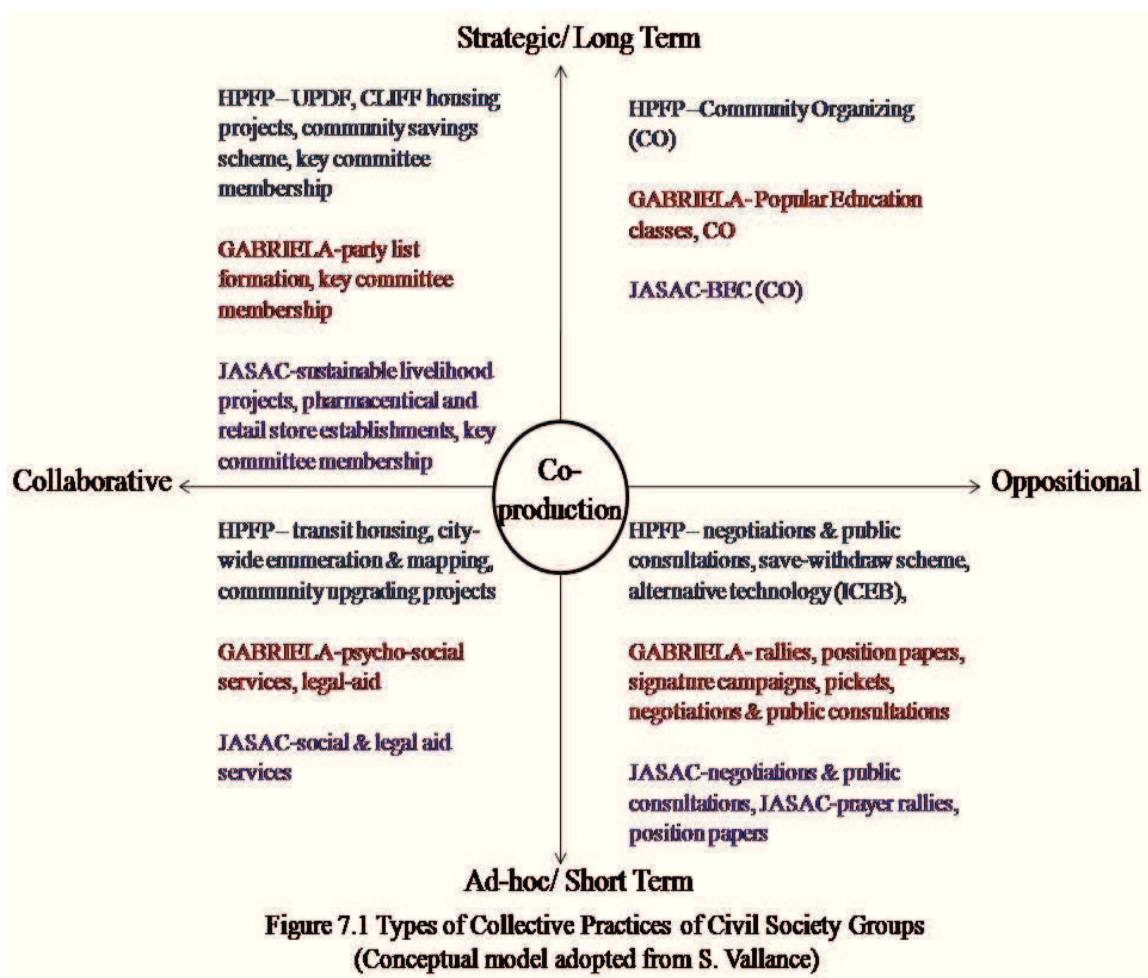 Strategic/ Long Term
HPFP – UPDF, CLIFF housing
projects, community savings
scheme, key committee
membership
GABRIELA-party list
formation, key committee
membership
JASAC-sustainable livelihood
projects, pharmaceutical and
retail store establishments, key
committee membership
HPFP –Community Organizing
(CO)
GABRIELA- Popular Education
classes, CO
JASAC-BEC (CO)
Collaborative
Co-
production
Oppositional
HPFP – transit housing, city-
wide enumeration & mapping,
community upgrading projects
GABRIELA-psycho-social
services, legal-aid
JASAC-social & legal aid
services
HPFP – negotiations & public
consultations, save-withdraw scheme,
alternative technology (ICEB),
GABRIELA- rallies, position papers,
signature campaigns, pickets,
negotiations & public consultations
JASAC-negotiations & public
consultations, JASAC-prayer rallies,
position papers
Ad-hoc/ Short Term
Figure 7.1 Types of Collective Practices of Civil Society Groups
(Conceptual model adopted from S. Vallance)